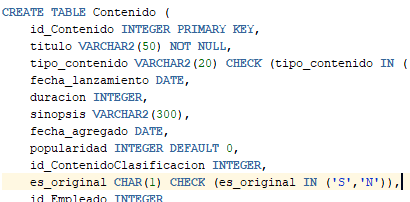 CREATE TABLE Contenido (
id_Contenido INTEGER PRIMARY KEY,
titulo VARCHAR2(50) NOT NULL,
tipo_contenido VARCHAR2(20) CHECK (tipo_contenido IN (
fecha_lanzamiento DATE,
duracion INTEGER,
sinopsis VARCHAR2(300),
fecha_agregado DATE,
popularidad INTEGER DEFAULT 0,
id_ContenidoClasificacion INTEGER,
es_original CHAR(1) CHECK (es_original IN ('S','N')),
id_Empleado INTEGER